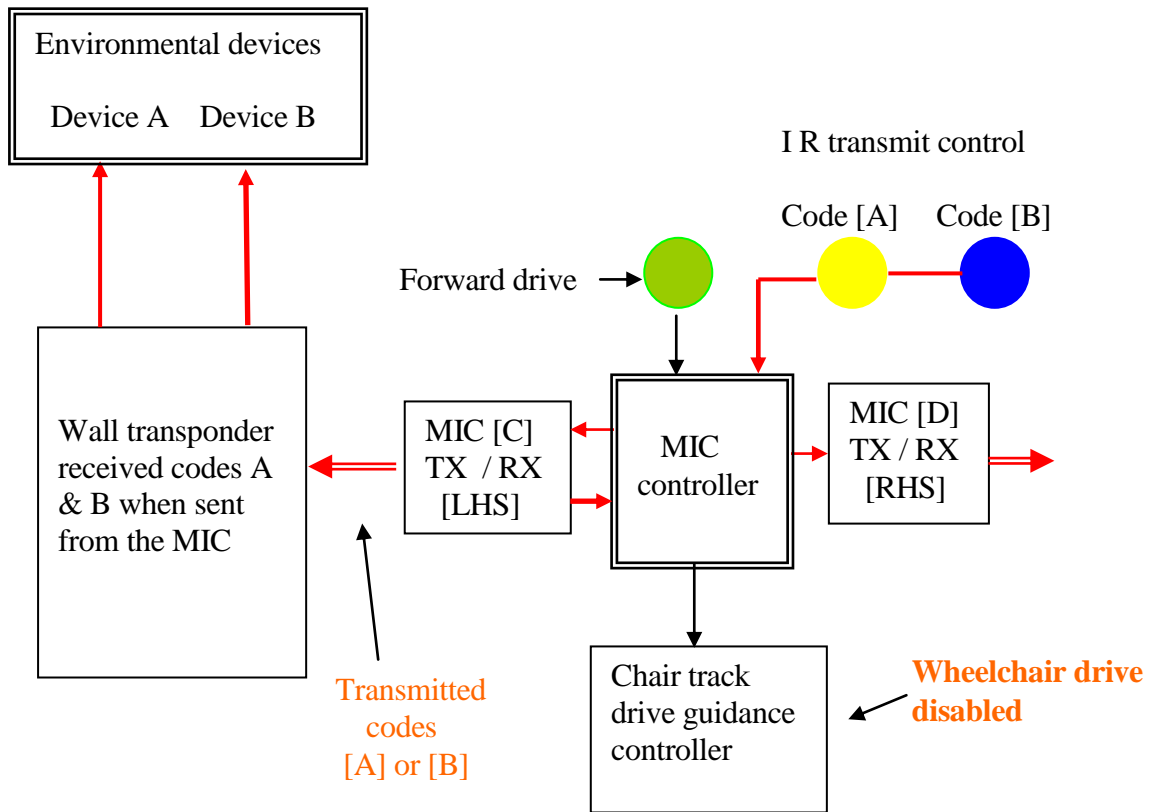 Environmental devices
Device A Device B
I R transmit control
Code [A] Code [B]
Forward drive
Wall transponder
received codes A
& B when sent
from the MIC
MIC [C]
TX / RX
[LHS]
MIC
controller
MIC [D]
TX / RX
[RHS]
Transmitted
codes
[A] or [B]
Chair track
drive guidance
controller
Wheelchair drive
disabled